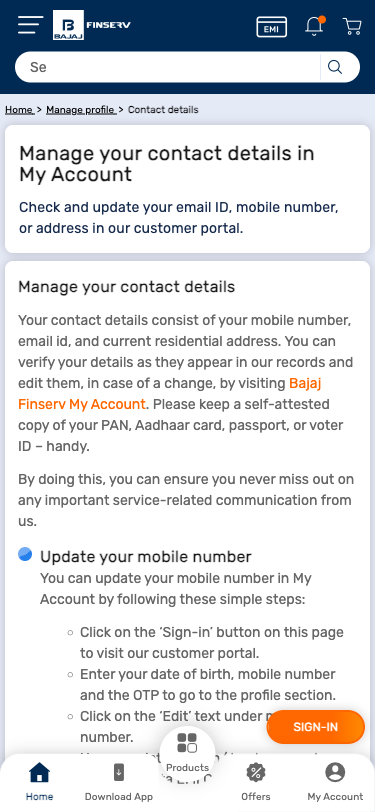 BAJAJ FINSERV
EMI
Se
Home > Manage profile > Contact details
Manage your contact details in
My Account
Check and update your email ID, mobile number,
or address in our customer portal.
Manage your contact details
Your contact details consist of your mobile number,
email id, and current residential address. You can
verify your details as they appear in our records and
edit them, in case of a change, by visiting Bajaj
Finserv My Account. Please keep a self-attested
copy of your PAN, Aadhaar card, passport, or voter
ID – handy.
By doing this, you can ensure you never miss out on
any important service-related communication from
us.
Update your mobile number
You can update your mobile number in My
Account by following these simple steps:
Click on the ‘Sign-in’ button on this page
to visit our customer portal.
Enter your date of birth, mobile number
and the OTP to go to the profile section.
Click on the ‘Edit’ text under
number.
SIGN-IN
Home
Download App
Products
Offers
My Account